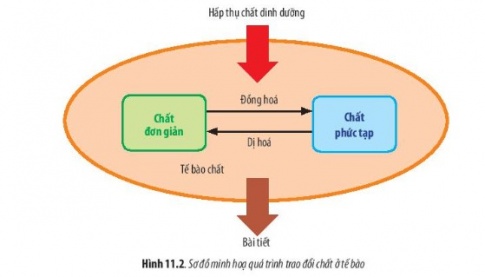 Hấp thụ chất dinh dưỡng
Đồng hoá
Chất
đơn giản
Chất
phức tạp
Dị hoá
Tế bào chất
Bài tiết
Hình 11.2. Sơ đồ minh hoạ quá trình trao đổi chất ở tế bào